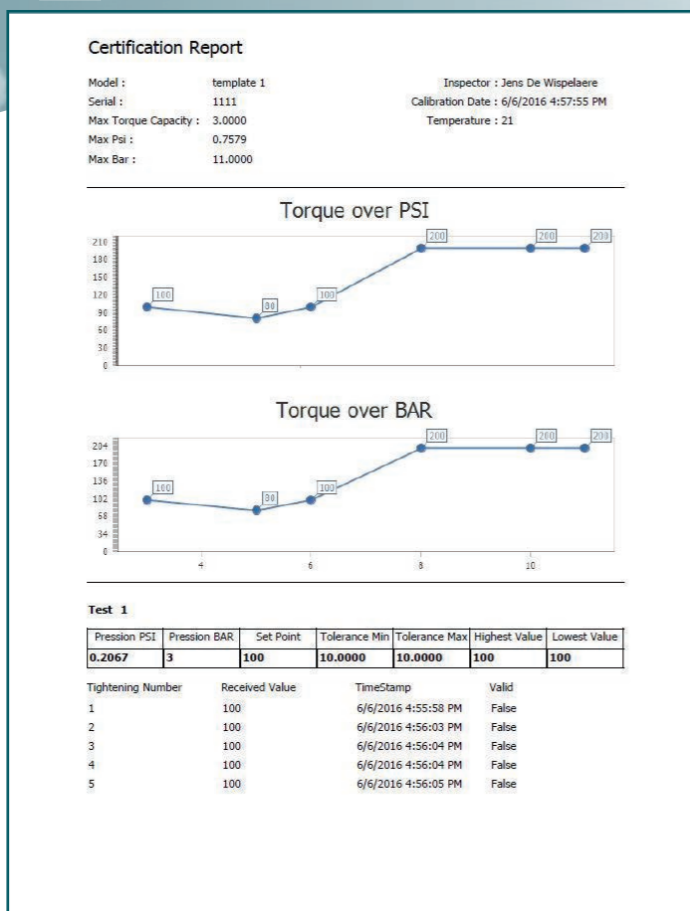 Certification Report
Model : template 1
Inspector : Jens De Wispelaere
Serial : 1111
Calibration Date : 6/6/2016 4:57:55 PM
Max Torque Capacity : 3.0000
Temperature : 21
Max Psi : 0.7579
Max Bar : 11.0000
Torque over PSI
210
180
150
120
90
60
30
0
100
80
100
200
200
200
Torque over BAR
204
170
136
102
68
34
0
100
80
100
200
200
200
4 6 8 10
Test 1
Pression PSI Pression BAR Set Point Tolerance Min Tolerance Max Highest Value Lowest Value
0.2067 3 100 10.0000 10.0000 100 100
Tightening Number Received Value TimeStamp Valid
1 100 6/6/2016 4:55:58 PM False
2 100 6/6/2016 4:56:03 PM False
3 100 6/6/2016 4:56:04 PM False
4 100 6/6/2016 4:56:04 PM False
5 100 6/6/2016 4:56:05 PM False